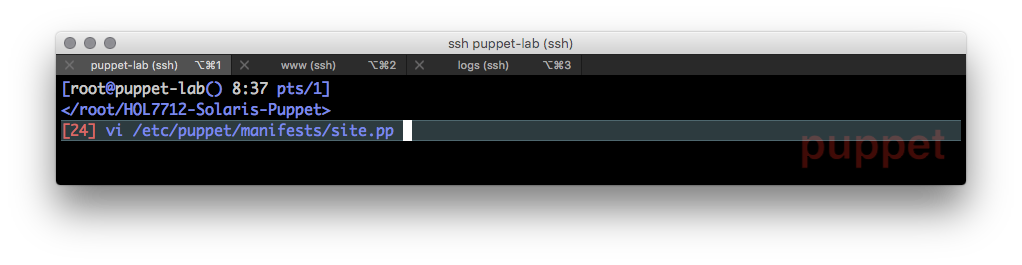 ssh puppet-lab (ssh)
puppet-lab (ssh) ⌥⌘1 www (ssh) ⌥⌘2 logs (ssh) ⌥⌘3
[root@puppet-lab() 8:37 pts/1]
</root/HOL7712-Solaris-Puppet>
[24] vi /etc/puppet/manifests/site.pp
puppet